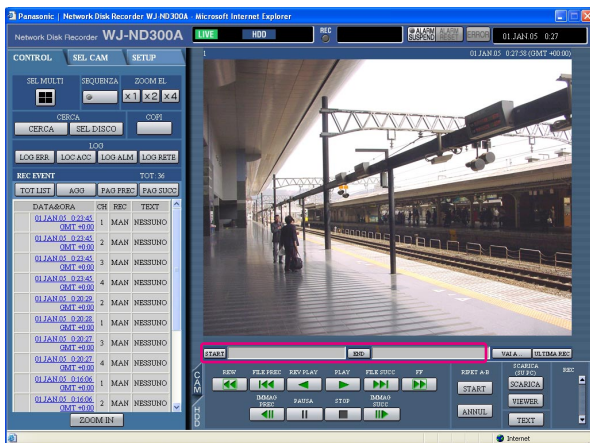 Panasonic | Network Disk Recorder WJ-ND300A - Microsoft Internet Explorer
Network Disk Recorder WJ-ND300A
LIVE HDD REC ALARM SUSPEND ALARM RESET ERROR 01.JAN.05 0:27
CONTROL SEL CAM SETUP
1 01.JAN.05 0:27:58 (GMT +00:00)
SEL MULTI SEQUENZA ZOOM EL
x1 x2 x4
CERCA COPI
CERCA SEL DISCO
LOG
LOG ERR LOC ACC LOG ALM LOG RETE
REC EVENT TOT: 36
TOT LIST AGG PAG PREC PAG SUCC
DATA&ORA CH REC TEXT
01.JAN.05 0:23:45 GMT +0:00 1 MAN NESSUNO
01.JAN.05 0:23:45 GMT +0:00 2 MAN NESSUNO
01.JAN.05 0:23:45 GMT +0:00 3 MAN NESSUNO
01.JAN.05 0:23:45 GMT +0:00 4 MAN NESSUNO
01.JAN.05 0:20:29 GMT +0:00 2 MAN NESSUNO
01.JAN.05 0:20:28 GMT +0:00 1 MAN NESSUNO
01.JAN.05 0:20:27 GMT +0:00 3 MAN NESSUNO
01.JAN.05 0:20:27 GMT +0:00 4 MAN NESSUNO
01.JAN.05 0:16:06 GMT +0:00 1 MAN NESSUNO
01.JAN.05 0:16:06 GMT +0:00 2 MAN NESSUNO
ZOOM IN
START END VAI A... ULTIMA REC
CAM
HDD
REW FILE PREC REV PLAY PLAY FILE SUCC FF
IMMAG PREC PAUSA STOP IMMAG SUCC
RIPET A-B
START
ANNUL
SCARICA (SU PC)
SCARICA
VIEWER
TEXT
REC
Internet